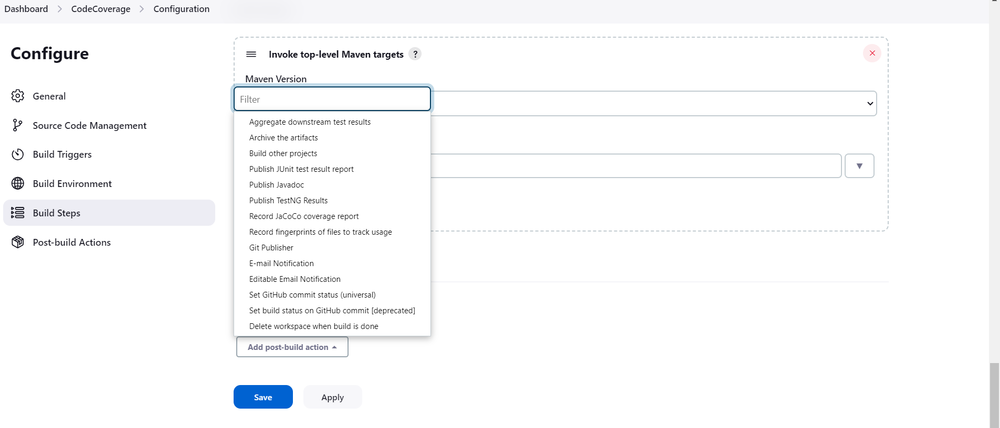 Dashboard > CodeCoverage > Configuration
Configure
General
Source Code Management
Build Triggers
Build Environment
Build Steps
Post-build Actions
Invoke top-level Maven targets ?
Maven Version
Filter
Aggregate downstream test results
Archive the artifacts
Build other projects
Publish JUnit test result report
Publish Javadoc
Publish TestNG Results
Record JaCoCo coverage report
Record fingerprints of files to track usage
Git Publisher
E-mail Notification
Editable Email Notification
Set GitHub commit status (universal)
Set build status on GitHub commit [deprecated]
Delete workspace when build is done
Add post-build action
Save
Apply